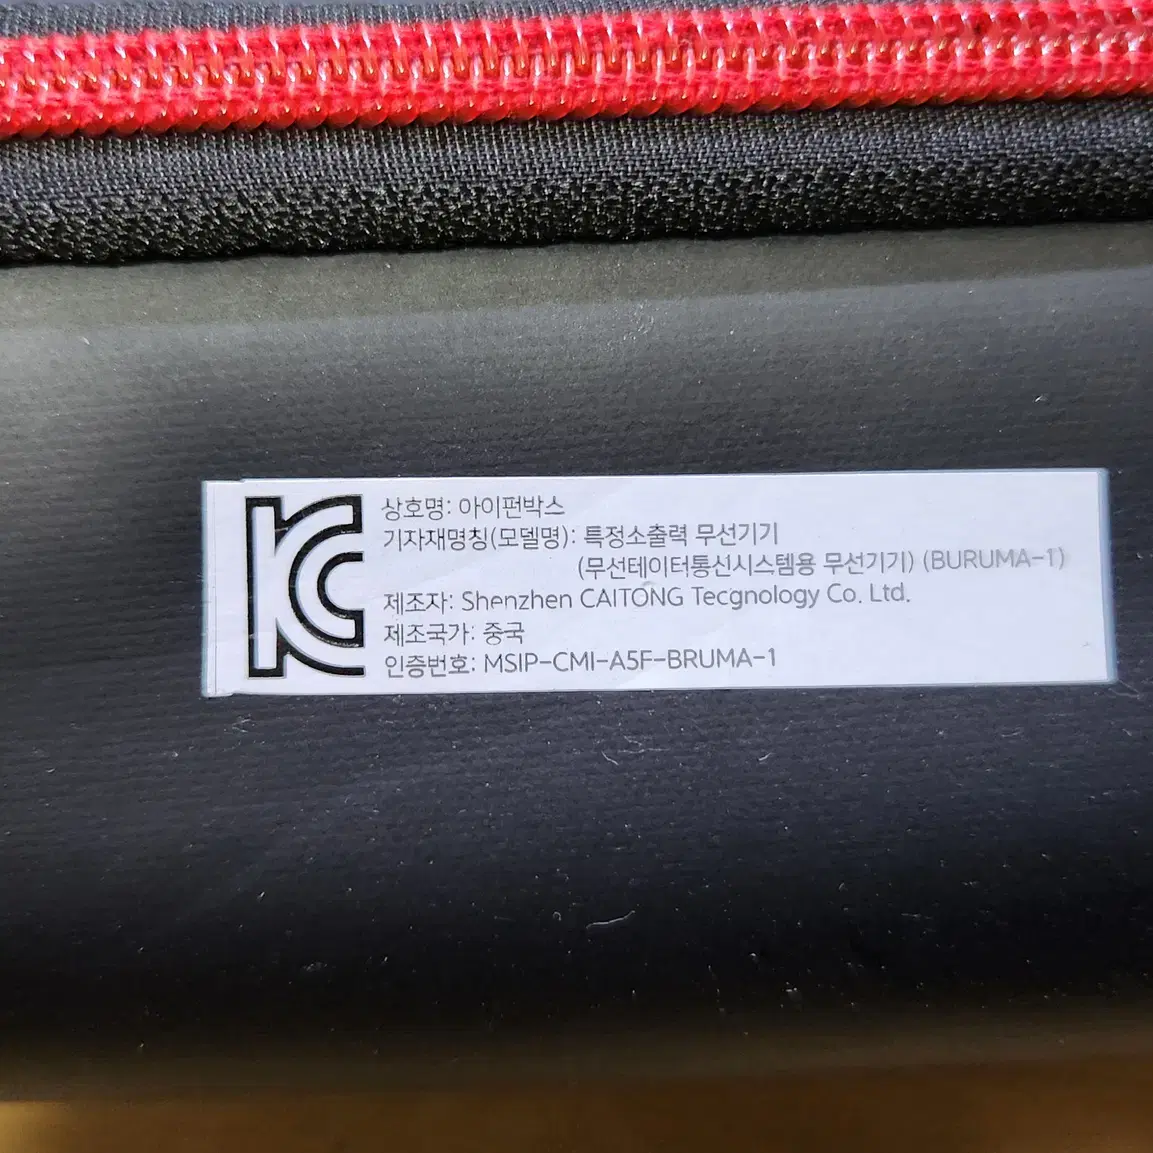 KC
상호명: 아이펀박스
기자재명칭(모델명): 특정소출력 무선기기
(무선테이터통신시스템용 무선기기) (BURUMA-1)
제조자: Shenzhen CAITONG Tecgnology Co. Ltd.
제조국가: 중국
인증번호: MSIP-CMI-A5F-BRUMA-1